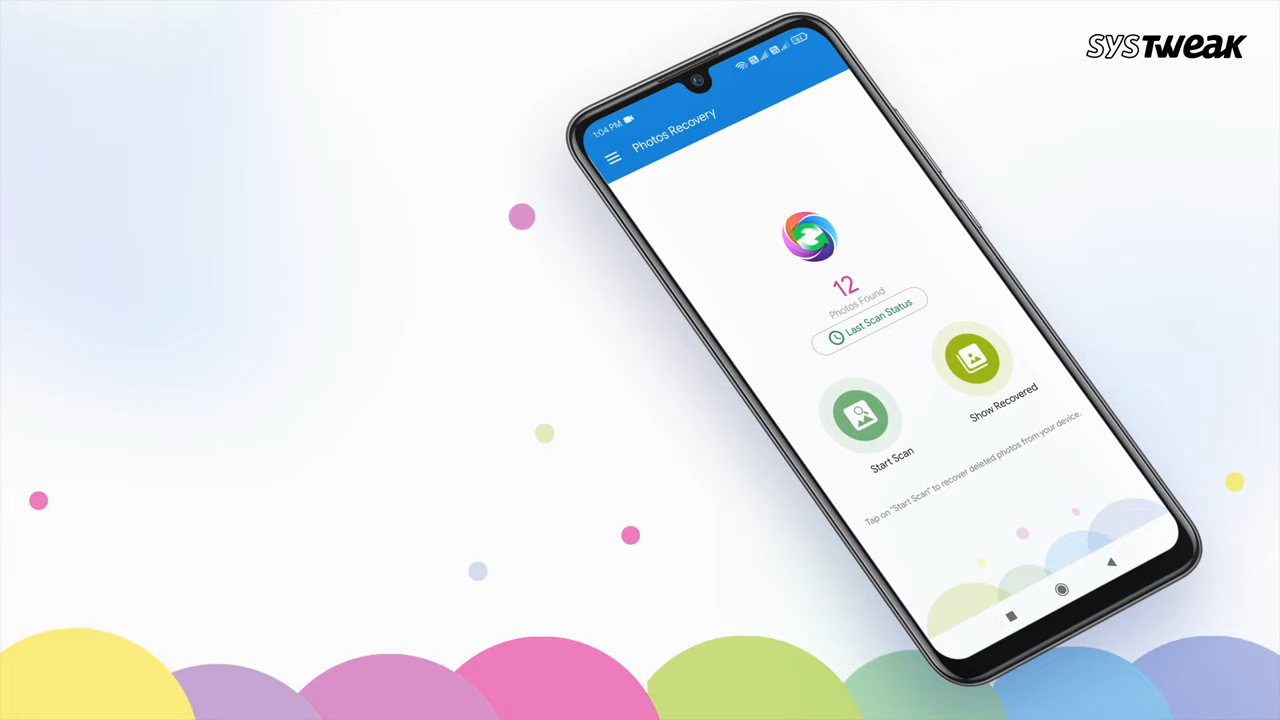 SYSTWEAK
1:04 PM
Photos Recovery
12
Photos Found
Last Scan Status
Start Scan
Show Recovered
Tap on "Start Scan" to recover deleted photos from your device.